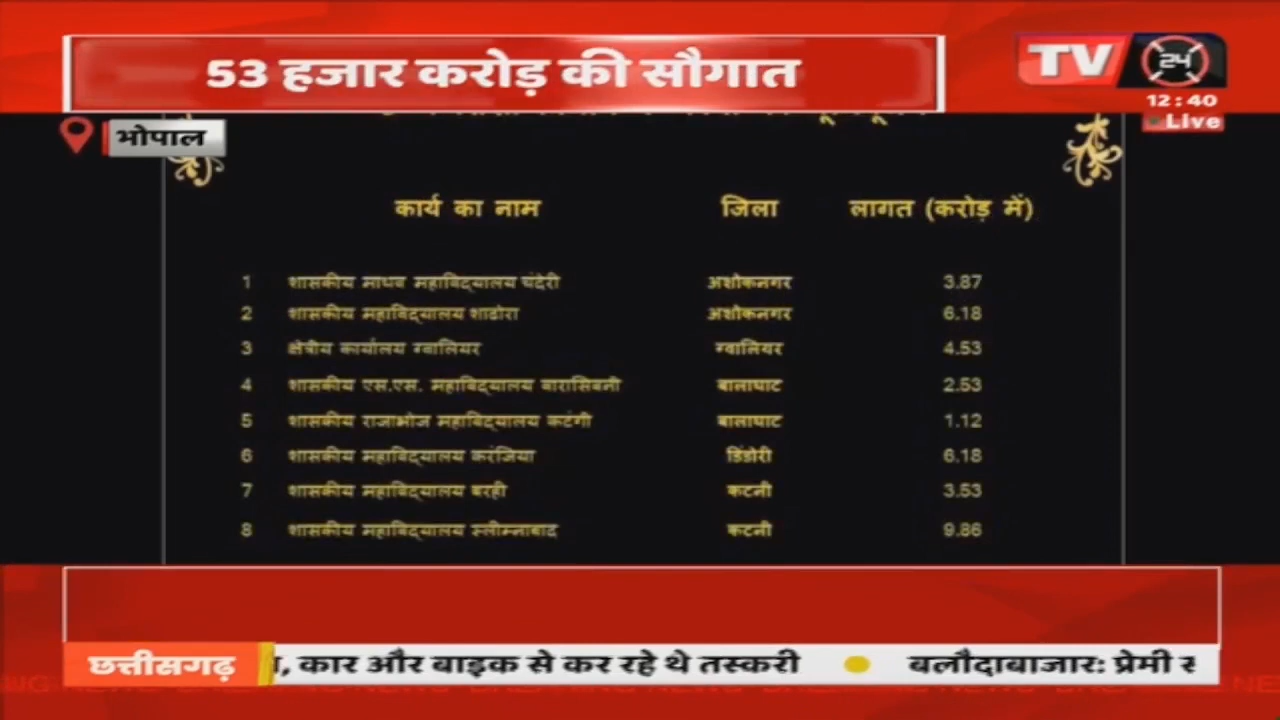 53 हजार करोड़ की सौगात
TV 24
12:40
Live
भोपाल
कार्य का नाम जिला लागत (करोड़ में)
1 शासकीय माधव महाविद्यालय चंदेरी अशोकनगर 3.87
2 शासकीय महाविद्यालय शाढोरा अशोकनगर 6.18
3 क्षेत्रीय कार्यालय ग्वालियर ग्वालियर 4.53
4 शासकीय एस.एस. महाविद्यालय वारासिवनी बालाघाट 2.53
5 शासकीय राजाभोज महाविद्यालय कटंगी बालाघाट 1.12
6 शासकीय महाविद्यालय करंजिया डिंडोरी 6.18
7 शासकीय महाविद्यालय बरही कटनी 3.53
8 शासकीय महाविद्यालय स्लीम्नाबाद कटनी 9.86
छत्तीसगढ़ , कार और बाइक से कर रहे थे तस्करी बलौदाबाजार: प्रेमी